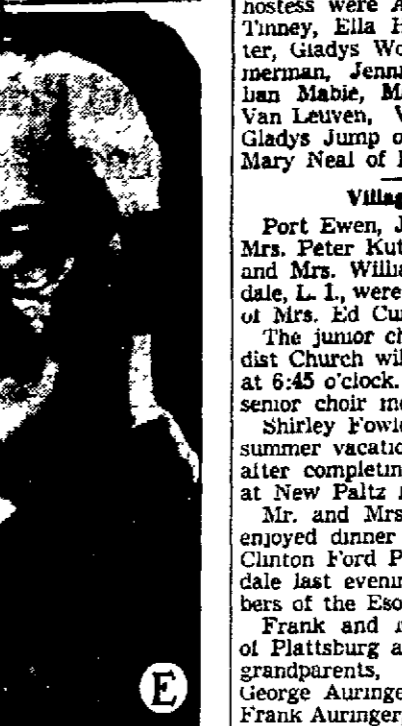 hostess were A
Tinney, Ella H
ter, Gladys Wo
merman, Jenn
lian Mabie, M
Van Leuven, V
Gladys Jump o
Mary Neal of
Villag
Port Ewen, J
Mrs. Peter Kut
and Mrs. Willia
dale, L. I., were
of Mrs. Ed Cu
The junior ch
dist Church wil
at 6:45 o'clock.
senior choir me
Shirley Fowle
summer vacatio
after completin
at New Paltz
Mr. and Mrs
enjoyed dinner
Clinton Ford P
dale last evenin
bers of the Eso
Frank and
of Plattsburg a
grandparents,
George Auringe
Frank Auringer
E